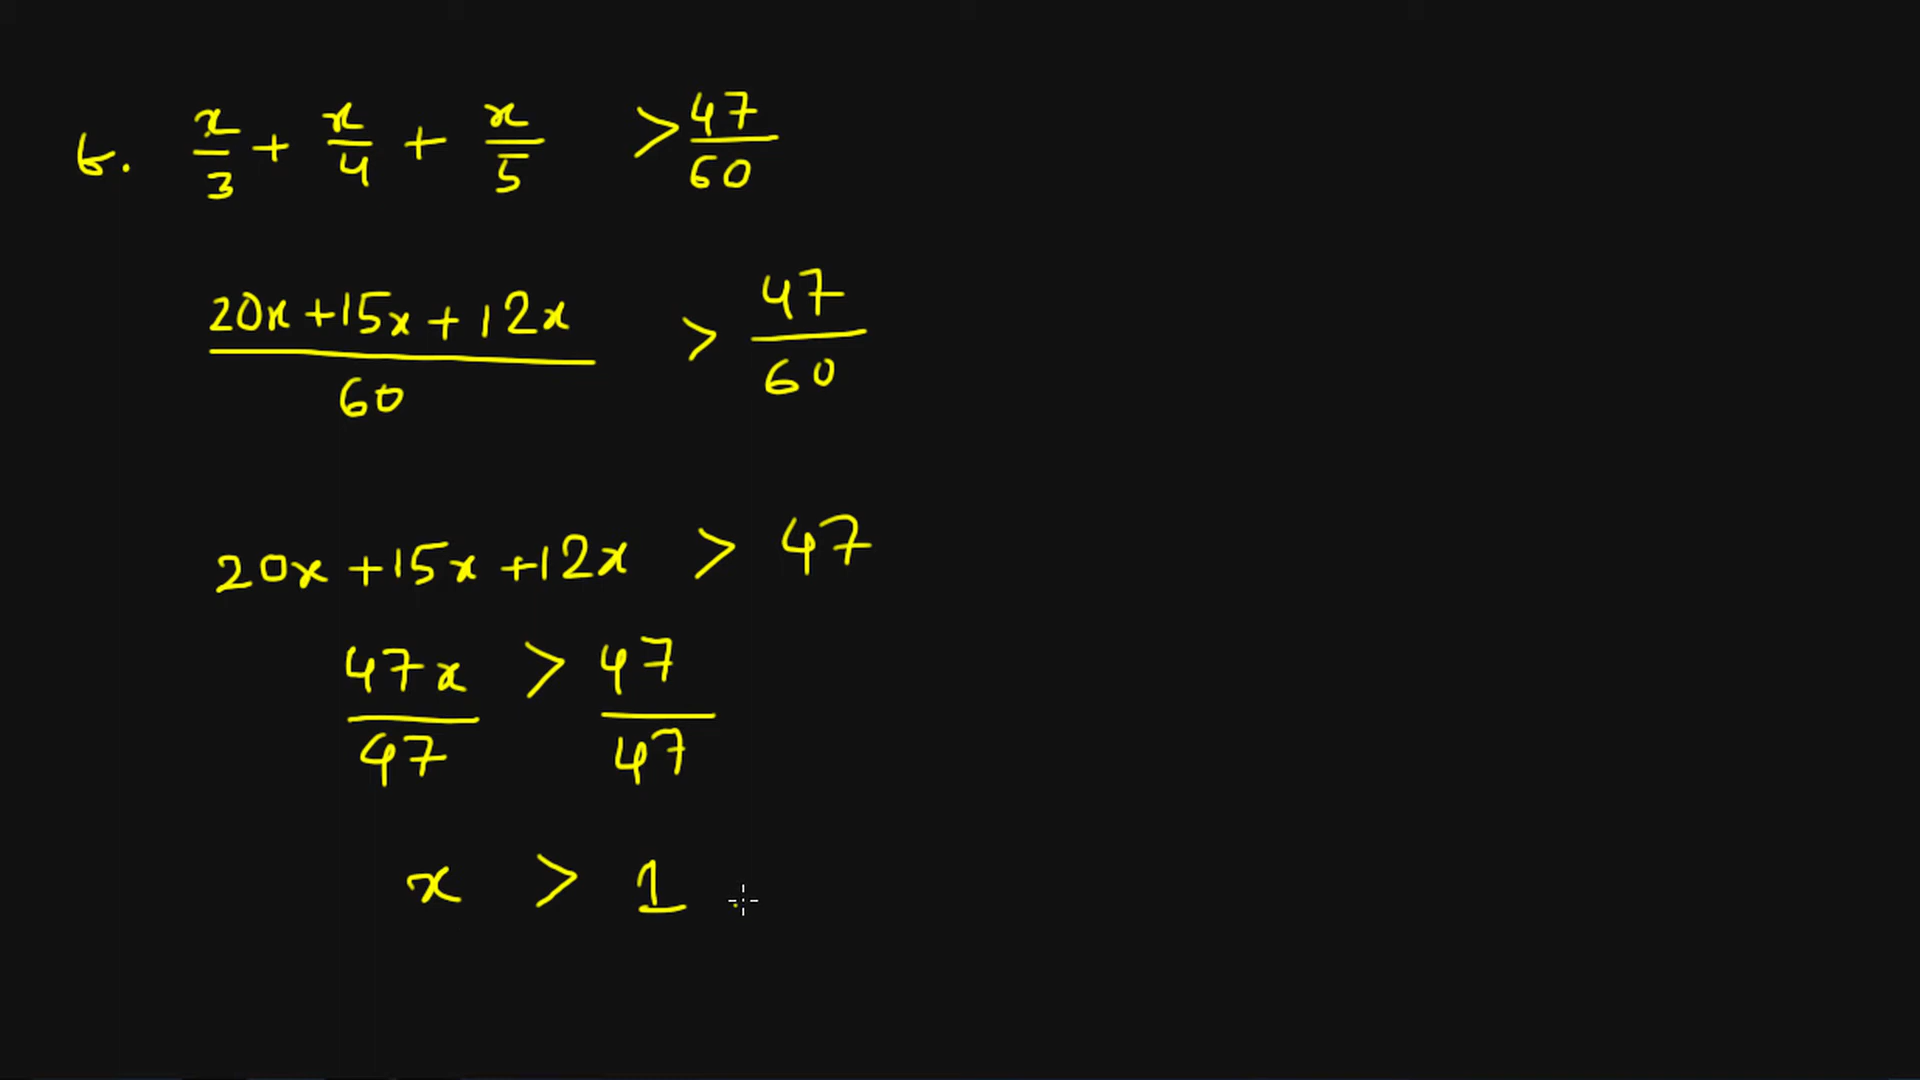 6. x/3 + x/4 + x/5 > 47/60
20x+15x+12x/60 > 47/60
20x +15x +12x > 47
47x/47 > 47/47
x > 1